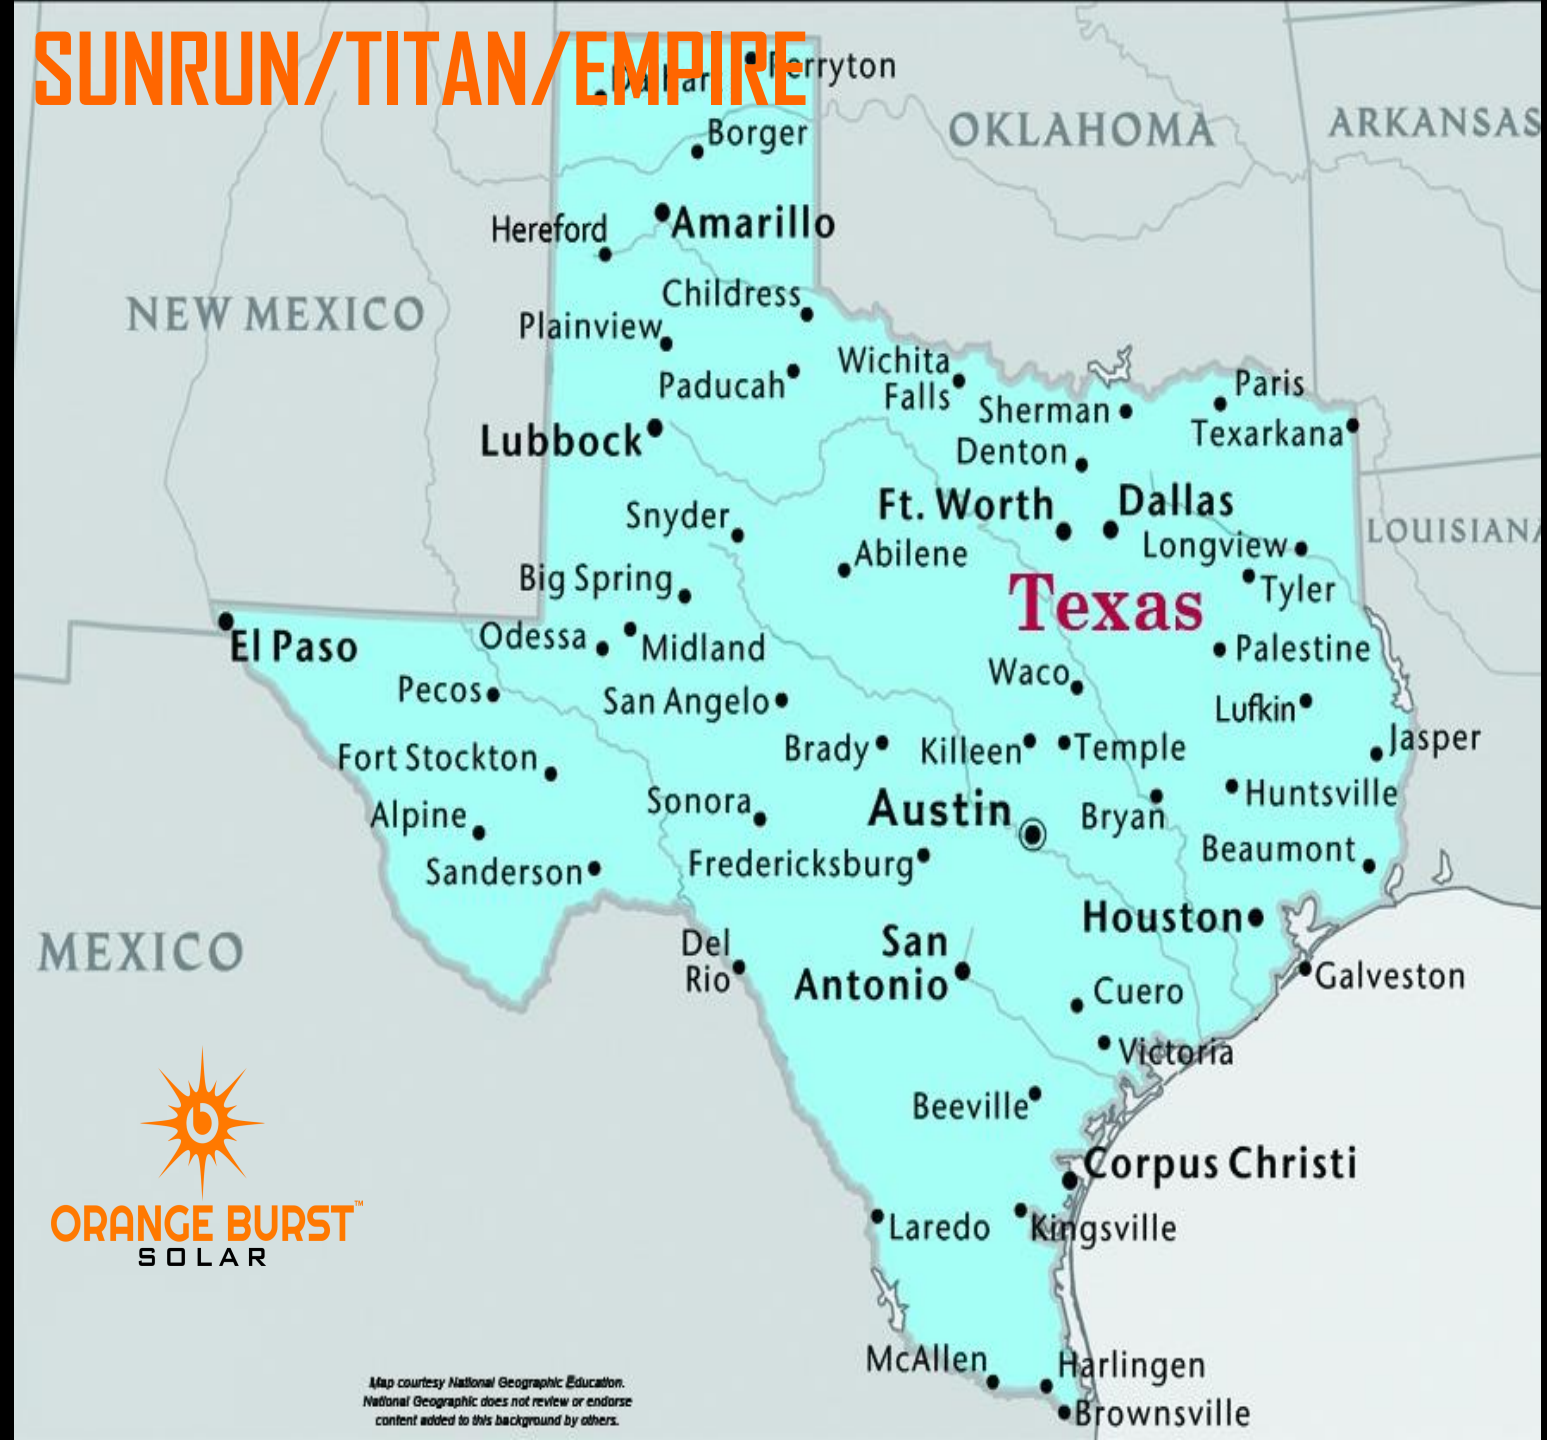 SUNRUN/TITAN/EMPIRE
Dalhart
Perryton
Borger
OKLAHOMA
ARKANSAS
Hereford
Amarillo
Childress
NEW MEXICO
Plainview
Paducah
Wichita
Falls
Sherman
Paris
Texarkana
Lubbock
Denton
Ft. Worth
Dallas
Snyder
Abilene
Longview
LOUISIANA
Big Spring
Tyler
Texas
El Paso
Odessa
Midland
Palestine
Waco
Pecos
San Angelo
Lufkin
Brady
Killeen
Temple
Jasper
Fort Stockton
Huntsville
Alpine
Sonora
Austin
Bryan
Beaumont
Sanderson
Fredericksburg
Houston
MEXICO
Del
Rio
San
Antonio
Galveston
Cuero
Victoria
Beeville
Corpus Christi
Laredo
Kingsville
ORANGE BURST™
SOLAR
McAllen
Harlingen
Brownsville
Map courtesy National Geographic Education.
National Geographic does not review or endorse
content added to this background by others.